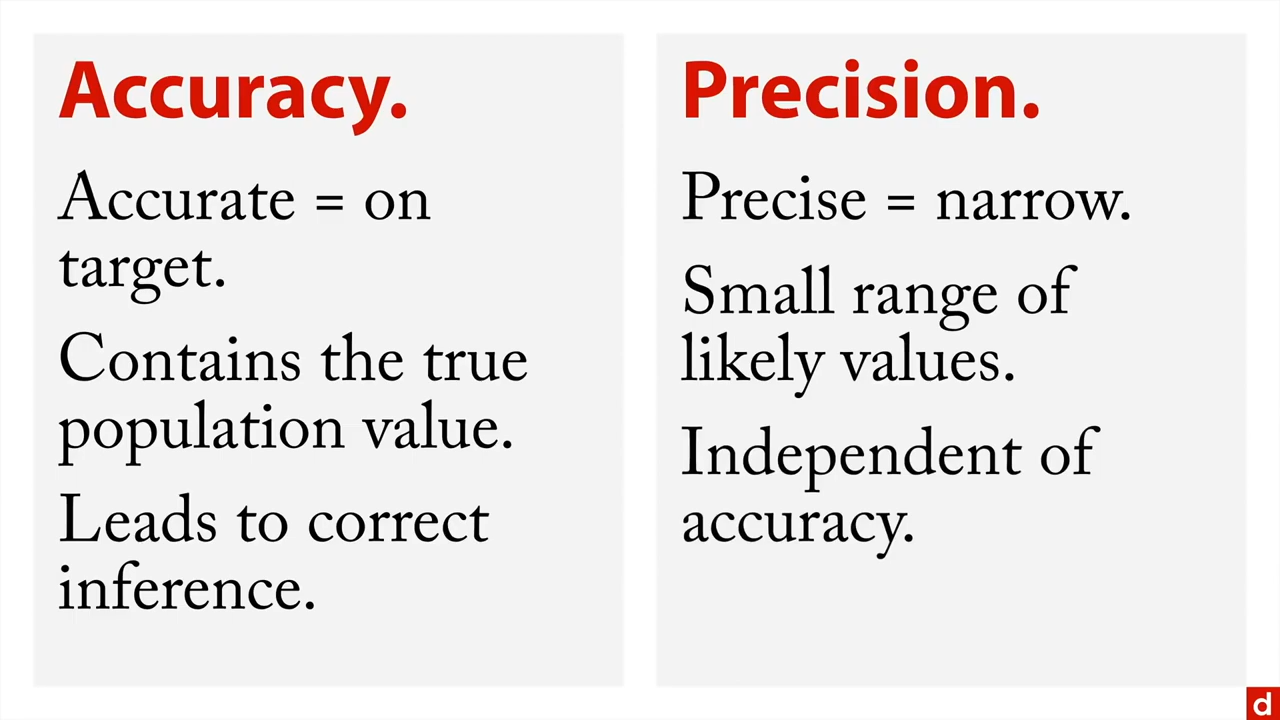 Accuracy.
Accurate = on
target.
Contains the true
population value.
Leads to correct
inference.
Precision.
Precise = narrow.
Small range of
likely values.
Independent of
accuracy.
d